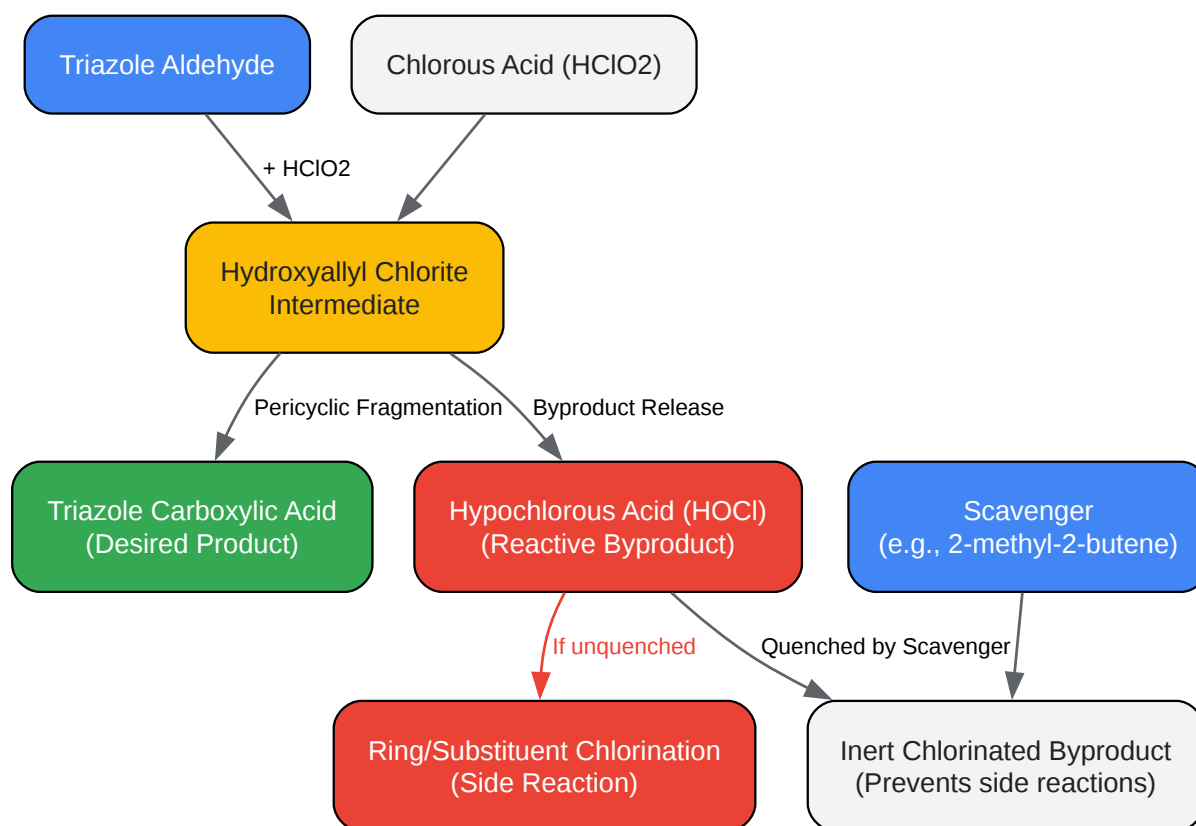 Triazole Aldehyde
Chlorous Acid (HClO2)
+ HClO2
Hydroxyallyl Chlorite
Intermediate
Pericyclic Fragmentation
Byproduct Release
Triazole Carboxylic Acid
(Desired Product)
Hypochlorous Acid (HOCl)
(Reactive Byproduct)
Scavenger
(e.g., 2-methyl-2-butene)
If unquenched
Quenched by Scavenger
Ring/Substituent Chlorination
(Side Reaction)
Inert Chlorinated Byproduct
(Prevents side reactions)